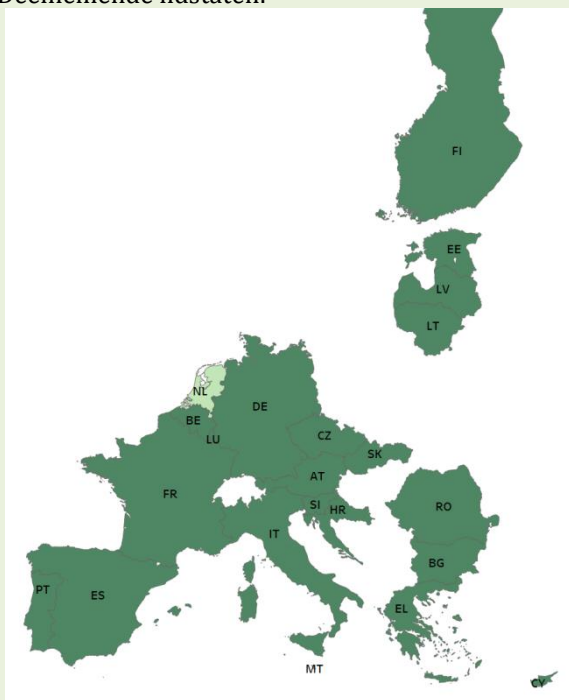 Deelnemende lidstaten:
FI
EE
LV
LT
NL
DE
BE
LU
CZ
SK
FR
AT
SI
HR
RO
IT
BG
PT
ES
EL
MT
CY